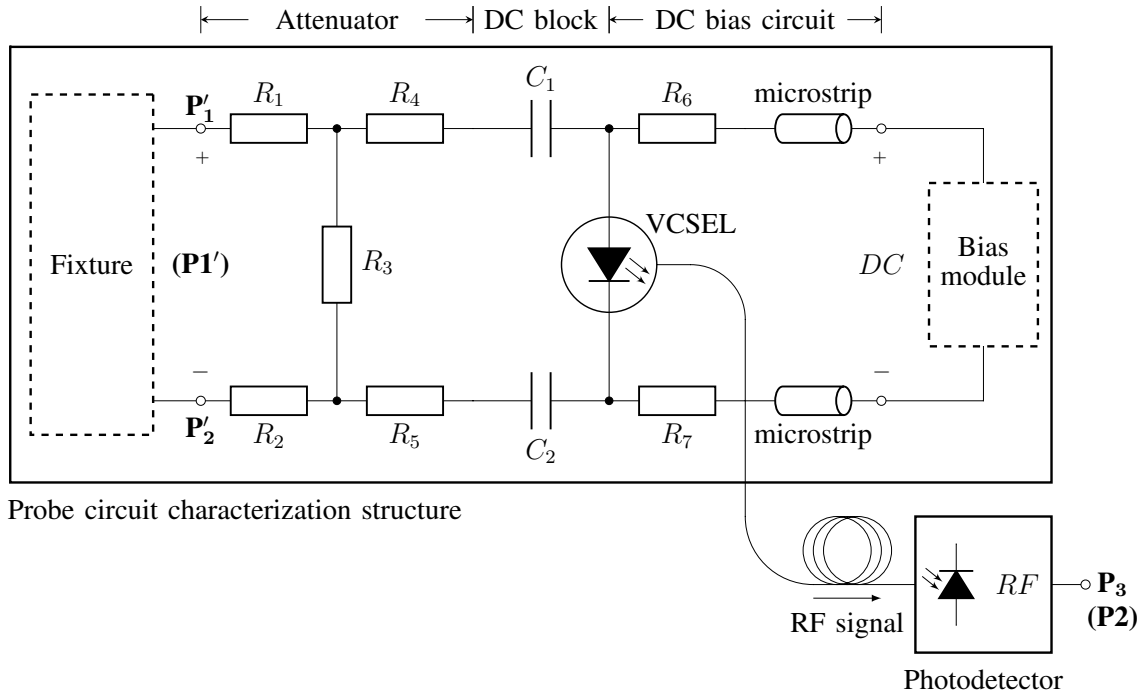 Attenuator DC block DC bias circuit
P′₁ R₁ R₄ C₁ R₆ microstrip
+ +
VCSEL
Fixture (P1′) R₃ DC Bias
module
− −
P′₂ R₂ R₅ C₂ R₇ microstrip
Probe circuit characterization structure
RF P₃
RF signal (P2)
Photodetector